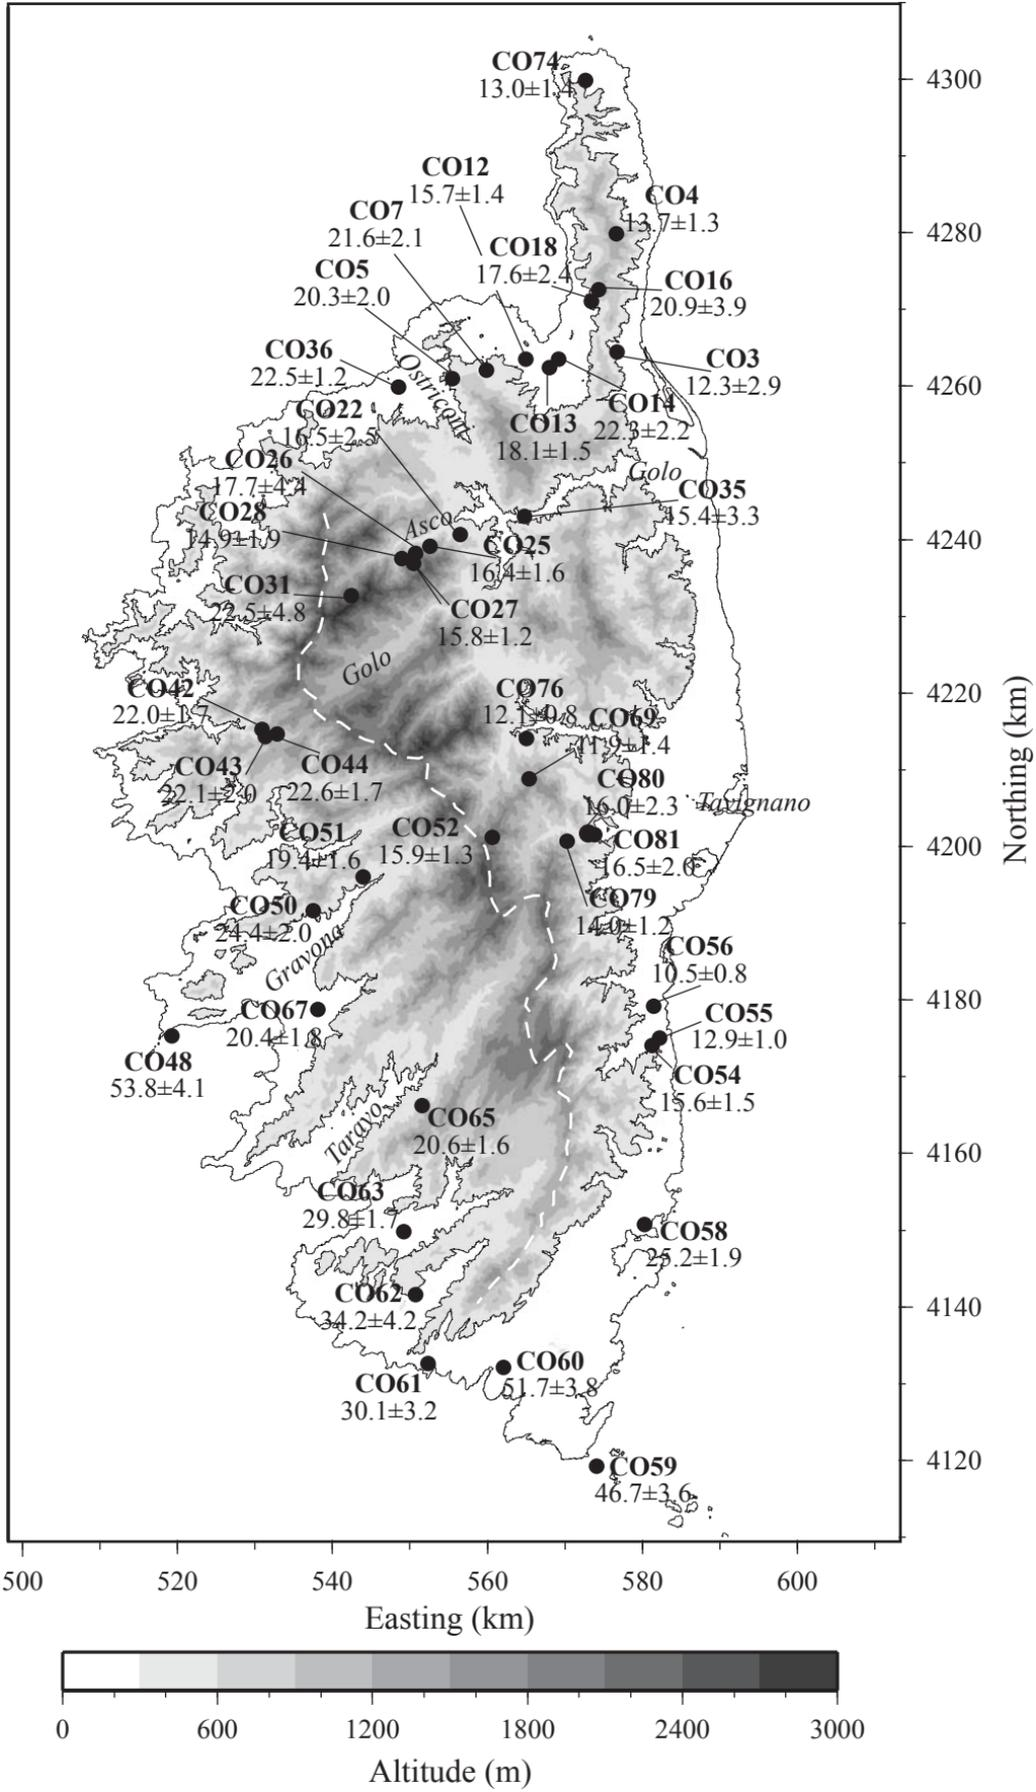 CO74
13.0±1.4
4300
CO12
15.7±1.4
CO4
13.7±1.3
CO7
21.6±2.1
4280
CO18
17.6±2.4
CO5
20.3±2.0
CO16
20.9±3.9
CO36
22.5±1.2
CO3
12.3±2.9
Ostriconi
4260
CO22
16.5±2.5
CO14
22.3±2.2
CO13
18.1±1.5
CO26
17.7±4.4
Golo
CO35
15.4±3.3
CO28
14.9±1.9
Asco
4240
CO25
16.4±1.6
CO31
22.5±4.8
CO27
15.8±1.2
Golo
CO42
22.0±1.7
CO76
12.1±0.8
4220
CO69
11.9±1.4
CO43
22.1±2.0
CO44
22.6±1.7
CO80
16.0±2.3
Tavignano
CO51
19.4±1.6
CO52
15.9±1.3
CO81
16.5±2.6
4200
Northing (km)
CO50
24.4±2.0
CO79
14.0±1.2
Gravona
CO56
10.5±0.8
CO67
20.4±1.8
4180
CO55
12.9±1.0
CO48
53.8±4.1
CO54
15.6±1.5
Taravo
CO65
20.6±1.6
4160
CO63
29.8±1.7
CO58
25.2±1.9
CO62
34.2±4.2
4140
CO61
30.1±3.2
CO60
51.7±3.8
CO59
46.7±3.6
4120
500 520 540 560 580 600
Easting (km)
0 600 1200 1800 2400 3000
Altitude (m)